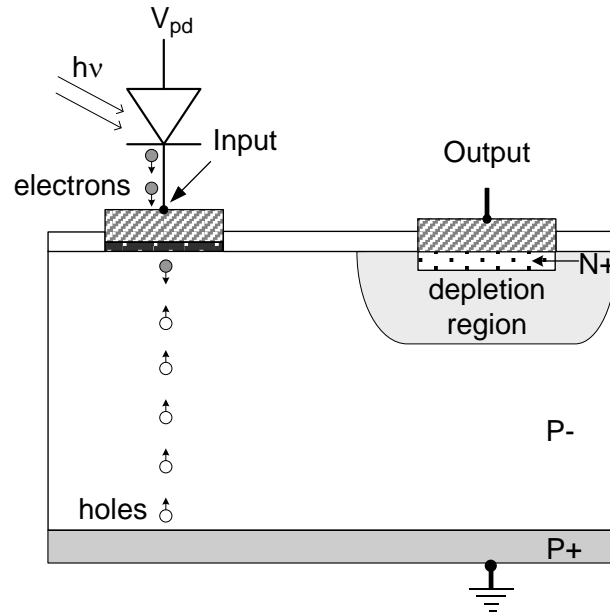 V_pd
hν
Input
Output
electrons
N+
depletion
region
P-
holes
P+